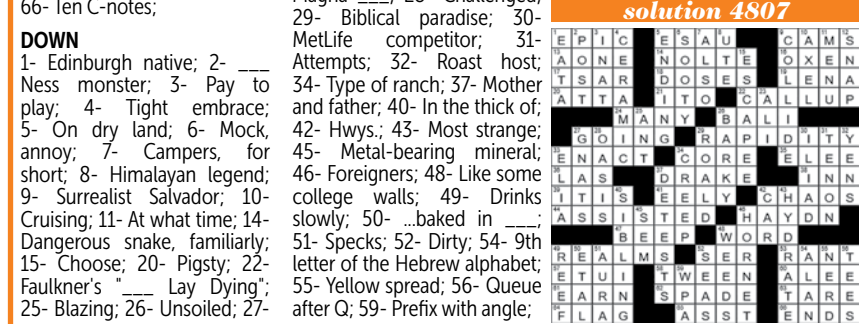 66- Ten C-notes;
DOWN
1- Edinburgh native; 2- ___
Ness monster; 3- Pay to
play; 4- Tight embrace;
5- On dry land; 6- Mock,
annoy; 7- Campers, for
short; 8- Himalayan legend;
9- Surrealist Salvador; 10-
Cruising; 11- At what time; 14-
Dangerous snake, familiarly;
15- Choose; 20- Pigsty; 22-
Faulkner's "___ Lay Dying";
25- Blazing; 26- Unsoiled; 27-
29- Biblical paradise; 30-
MetLife competitor; 31-
Attempts; 32- Roast host;
34- Type of ranch; 37- Mother
and father; 40- In the thick of;
42- Hwys.; 43- Most strange;
45- Metal-bearing mineral;
46- Foreigners; 48- Like some
college walls; 49- Drinks
slowly; 50- ...baked in ___;
51- Specks; 52- Dirty; 54- 9th
letter of the Hebrew alphabet;
55- Yellow spread; 56- Queue
after Q; 59- Prefix with angle;
solution 4807
EPIC ESAU CAMS
AONE NOLTE OXEN
TSAR DOSES LENA
ATTA ITO CALLUP
MANY BALI
GOING RAPIDITY
ENACT CORE ELEE
LAS DRAKE INN
ITIS EELY CHAOS
ASSISTED HAYDN
BEEP WORD
REALMS SER RANT
ETUI TWEEN ALEE
EARN SPADE TARE
FLAG ASST ENDS